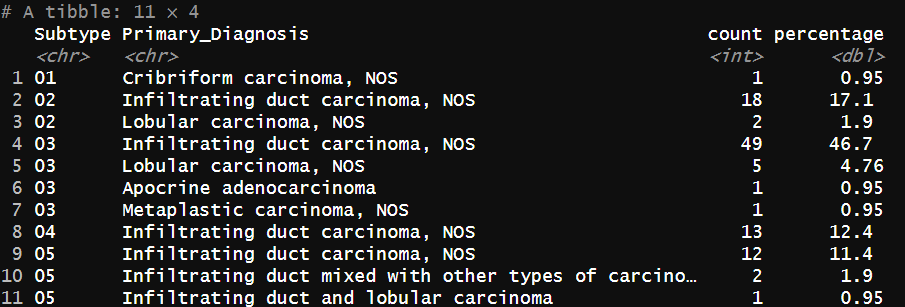 # A tibble: 11 × 4
Subtype Primary_Diagnosis count percentage
<chr> <chr> <int> <dbl>
1 01 Cribriform carcinoma, NOS 1 0.95
2 02 Infiltrating duct carcinoma, NOS 18 17.1
3 02 Lobular carcinoma, NOS 2 1.9
4 03 Infiltrating duct carcinoma, NOS 49 46.7
5 03 Lobular carcinoma, NOS 5 4.76
6 03 Apocrine adenocarcinoma 1 0.95
7 03 Metaplastic carcinoma, NOS 1 0.95
8 04 Infiltrating duct carcinoma, NOS 13 12.4
9 05 Infiltrating duct carcinoma, NOS 12 11.4
10 05 Infiltrating duct mixed with other types of carcino… 2 1.9
11 05 Infiltrating duct and lobular carcinoma 1 0.95